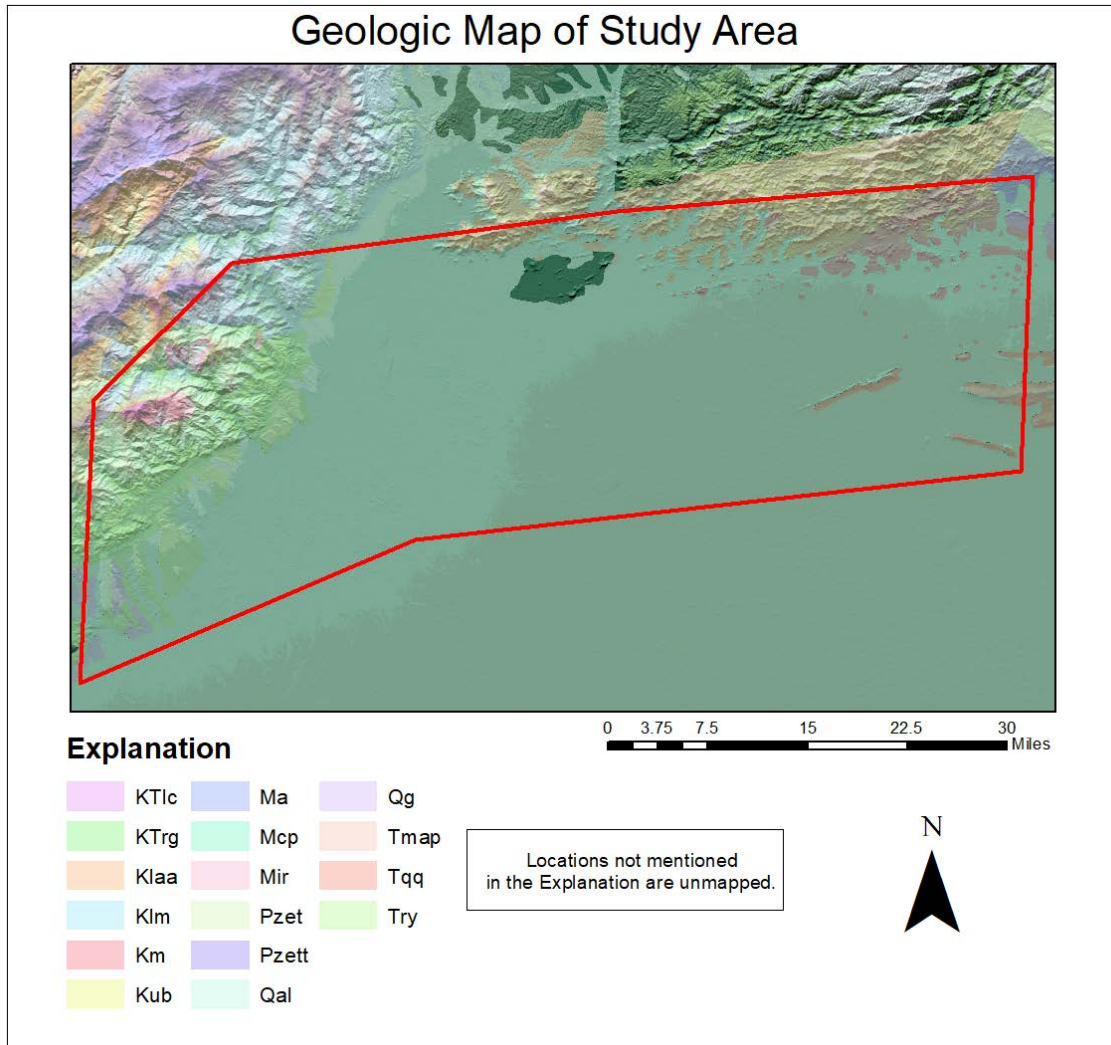 Geologic Map of Study Area
0 3.75 7.5 15 22.5 30
Miles
Explanation
KTlc Ma Qg
KTrg Mcp Tmap
Klaa Mir Tqq
Klm Pzet Try
Km Pzett
Kub Qal
Locations not mentioned
in the Explanation are unmapped.
N